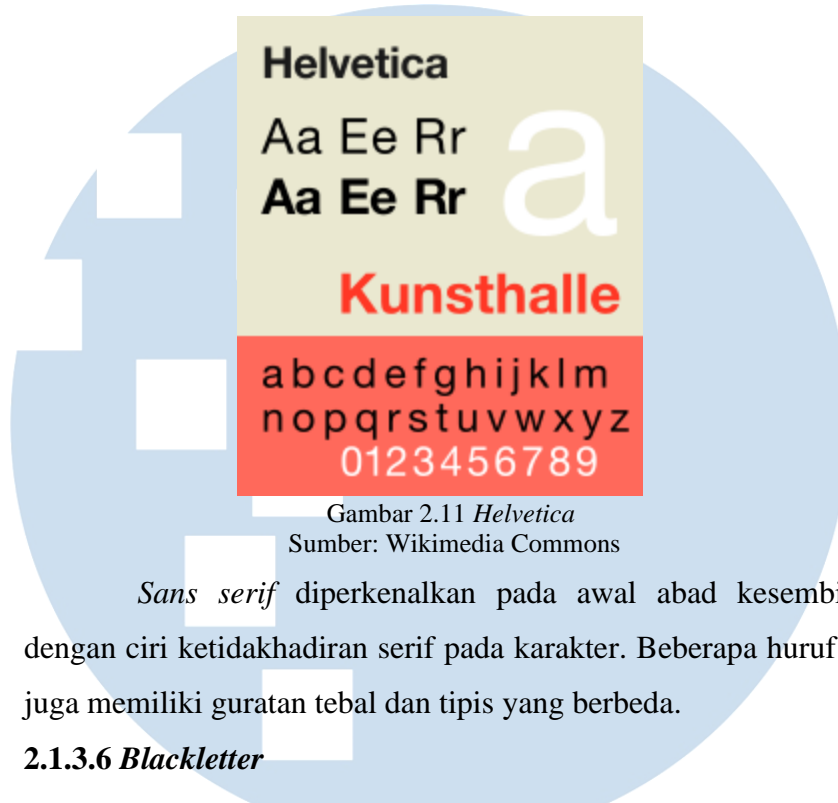 Helvetica
Aa Ee Rr
a
Aa Ee Rr
Kunsthalle
abcdefghijklm
nopqrstuvwxyz
0123456789
Gambar 2.11 Helvetica
Sumber: Wikimedia Commons
Sans serif diperkenalkan pada awal abad
dengan ciri ketidakhadiran serif pada karakter. Beberapa huruf
juga memiliki guratan tebal dan tipis yang berbeda.
2.1.3.6 Blackletter